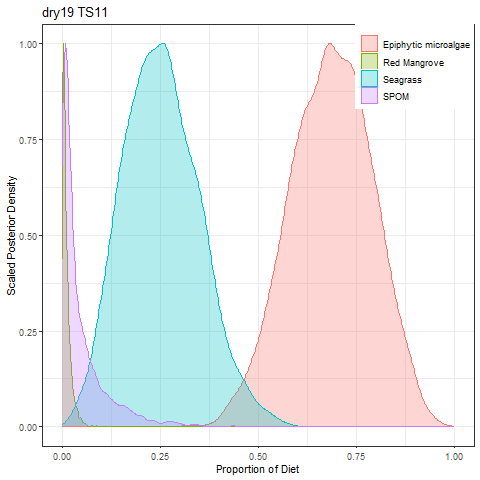 dry19 TS11
Epiphytic microalgae
Red Mangrove
Seagrass
SPOM
Scaled Posterior Density
1.00
0.75
0.50
0.25
0.00
0.00 0.25 0.50 0.75 1.00
Proportion of Diet